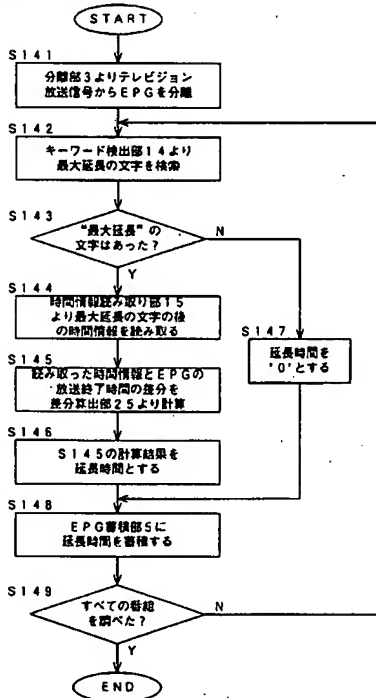 START
S141
分離部3よりテレビジョン
放送信号からEPGを分離
S142
キーワード検出部14より
最大延長の文字を検索
S143
“最大延長”の
文字はあった?
N
Y
S144
時間情報読み取り部15
より最大延長の文字の後
の時間情報を読み取る
S147
延長時間を
"0"とする
S145
読み取った時間情報とEPGの
放送終了時間の差分を
差分算出部25より計算
S146
S145の計算結果を
延長時間とする
S148
EPG蓄積部5に
延長時間を蓄積する
S149
すべての番組
を調べた?
N
Y
END